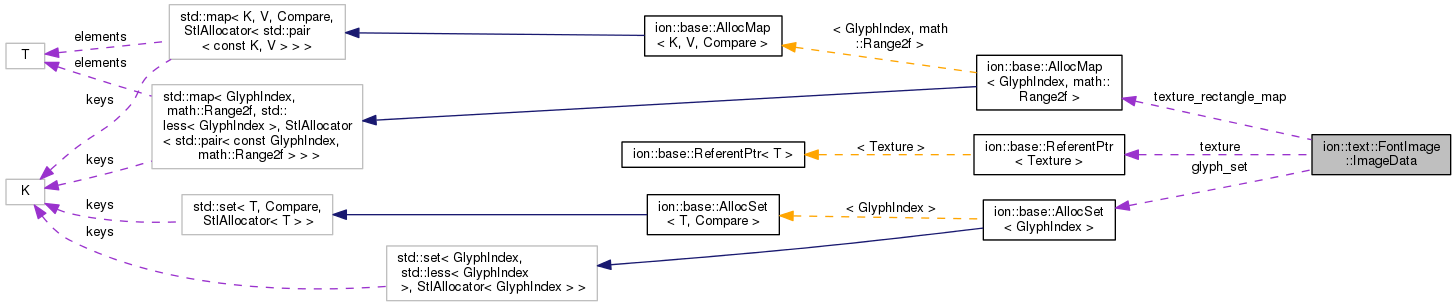 T
K
elements
elements
keys
keys
keys
keys
std::map< K, V, Compare,
StlAllocator< std::pair
< const K, V > > >
std::map< GlyphIndex,
math::Range2f, std::
less< GlyphIndex >, StlAllocator
< std::pair< const GlyphIndex,
math::Range2f > > >
std::set< T, Compare,
StlAllocator< T > >
std::set< GlyphIndex,
std::less< GlyphIndex
>, StlAllocator< GlyphIndex > >
ion::base::AllocMap
< K, V, Compare >
ion::base::ReferentPtr< T >
ion::base::AllocSet
< T, Compare >
< GlyphIndex, math
::Range2f >
< Texture >
< GlyphIndex >
ion::base::AllocMap
< GlyphIndex, math::
Range2f >
ion::base::ReferentPtr
< Texture >
ion::base::AllocSet
< GlyphIndex >
texture_rectangle_map
texture
glyph_set
ion::text::FontImage
::ImageData